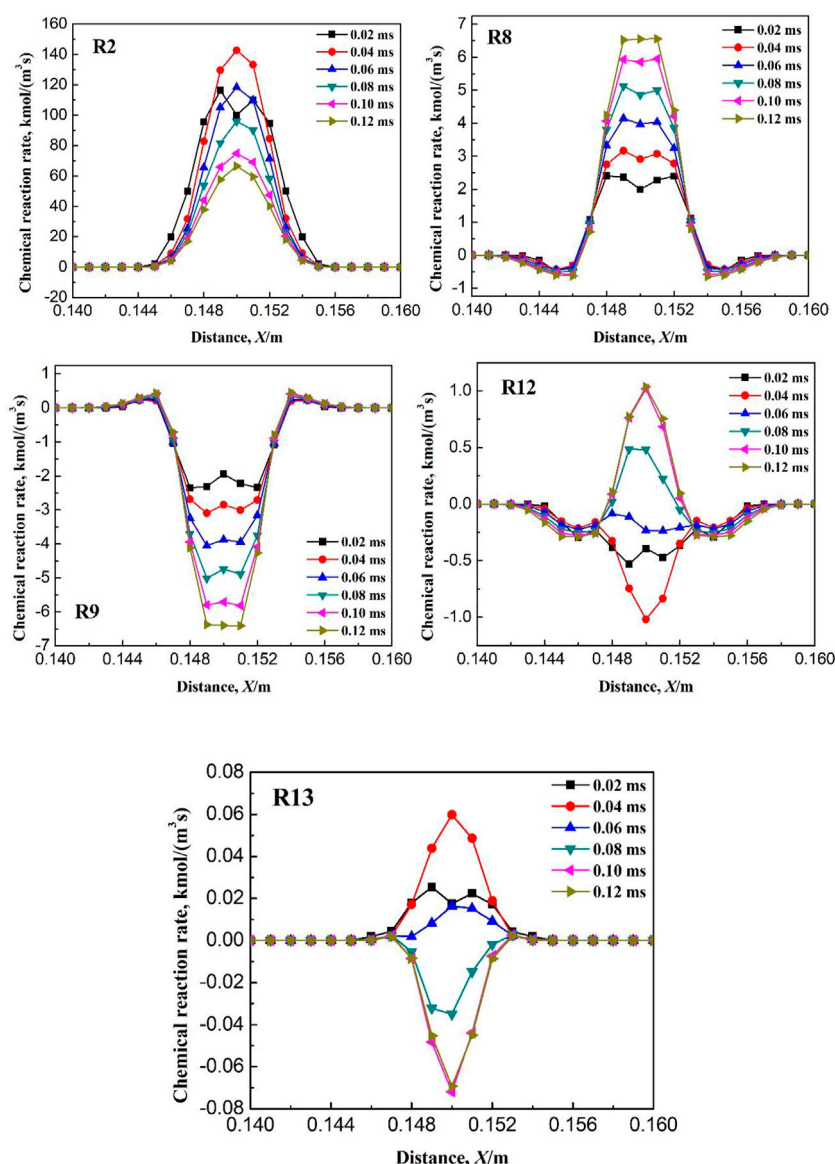 R2
0.02 ms
0.04 ms
0.06 ms
0.08 ms
0.10 ms
0.12 ms
Chemical reaction rate, kmol/(m³s)
160
140
120
100
80
60
40
20
0
20
0.140 0.144 0.148 0.152 0.156 0.160
Distance, X/m
R8
0.02 ms
0.04 ms
0.06 ms
0.08 ms
0.10 ms
0.12 ms
Chemical reaction rate, kmol/(m³s)
7
6
5
4
3
2
1
0
-1
0.140 0.144 0.148 0.152 0.156 0.160
Distance, X/m
R9
0.02 ms
0.04 ms
0.06 ms
0.08 ms
0.10 ms
0.12 ms
Chemical reaction rate, kmol/(m³s)
1
0
-1
-2
-3
-4
-5
-6
-7
0.140 0.144 0.148 0.152 0.156 0.160
Distance, X/m
R12
0.02 ms
0.04 ms
0.06 ms
0.08 ms
0.10 ms
0.12 ms
Chemical reaction rate, kmol/(m³s)
1.0
0.5
0.0
-0.5
-1.0
0.140 0.144 0.148 0.152 0.156 0.160
Distance, X/m
R13
0.02 ms
0.04 ms
0.06 ms
0.08 ms
0.10 ms
0.12 ms
Chemical reaction rate, kmol/(m³s)
0.08
0.06
0.04
0.02
0.00
-0.02
-0.04
-0.06
-0.08
0.140 0.144 0.148 0.152 0.156 0.160
Distance, X/m